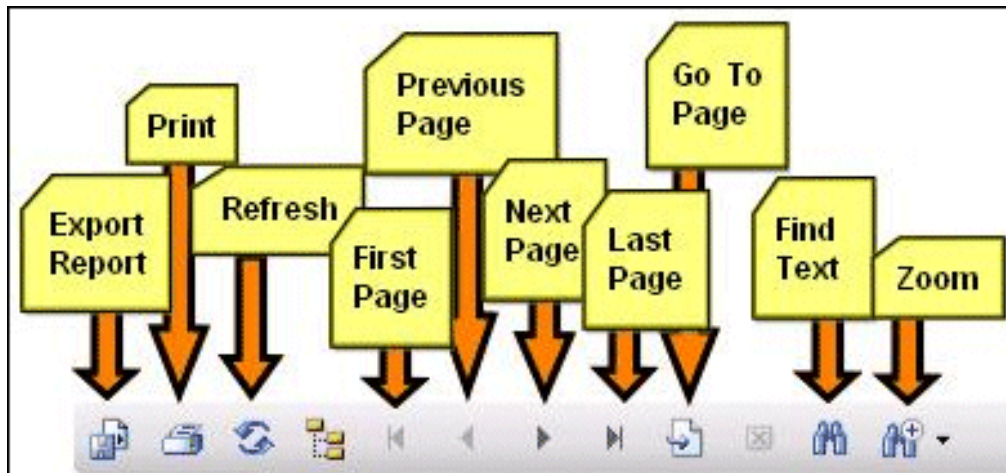 Export
Report
Print
Refresh
First
Page
Previous
Page
Next
Page
Last
Page
Go To
Page
Find
Text
Zoom